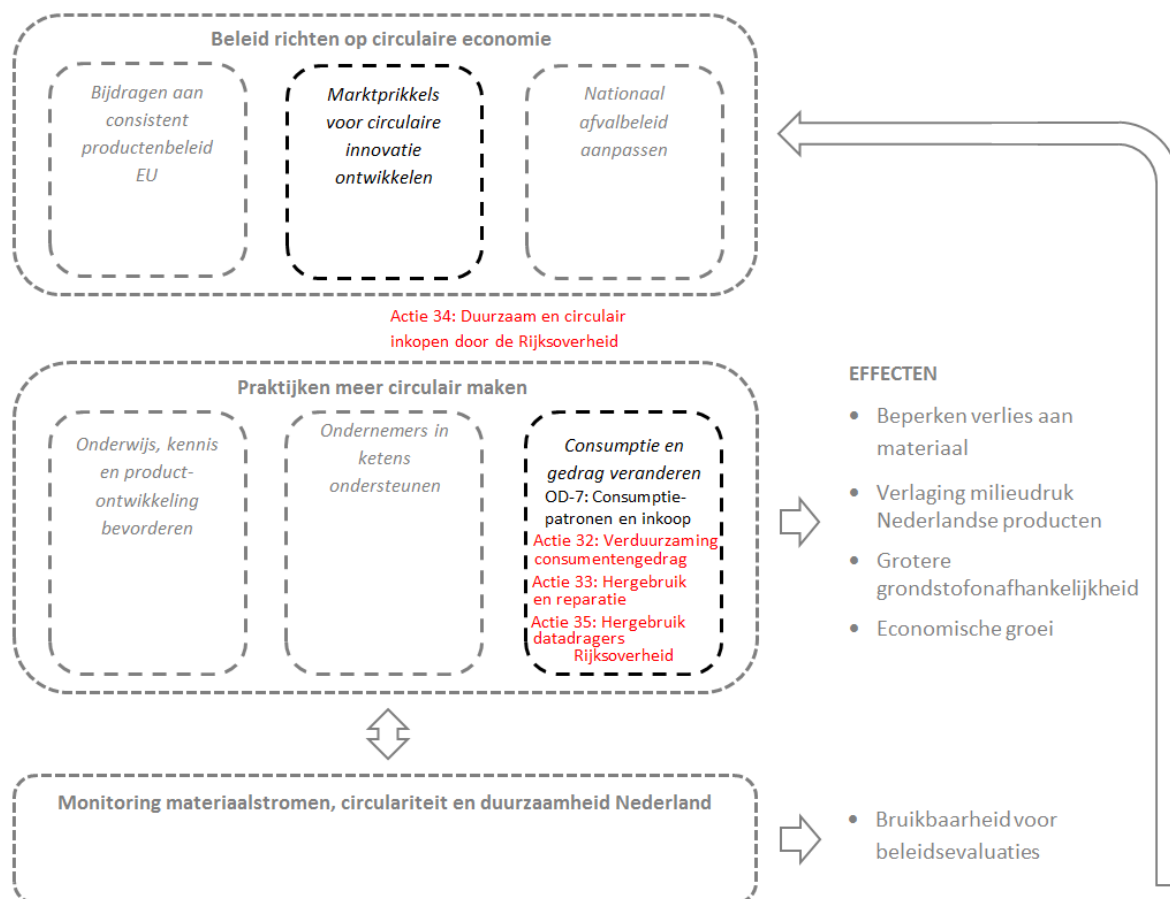 Beleid richten op circulaire economie
Bijdragen aan
consistent
productenbeleid
EU
Marktprikkels
voor circulaire
innovatie
ontwikkelen
Nationaal
afvalbeleid
aanpassen
Actie 34: Duurzaam en circulair
inkopen door de Rijksoverheid
Praktijken meer circulair maken
Onderwijs, kennis
en product-
ontwikkeling
bevorderen
Ondernemers in
ketens
ondersteunen
Consumptie en
gedrag veranderen
OD-7: Consumptie-
patronen en inkoop
Actie 32: Verduurzaming
consumentengedrag
Actie 33: Hergebruik
en reparatie
Actie 35: Hergebruik
datadragers
Rijksoverheid
EFFECTEN
• Beperken verlies aan
materiaal
• Verlaging milieudruk
Nederlandse producten
• Grotere
grondstofonafhankelijkheid
• Economische groei
Monitoring materiaalstromen, circulariteit en duurzaamheid Nederland
• Bruikbaarheid voor
beleidsevaluaties